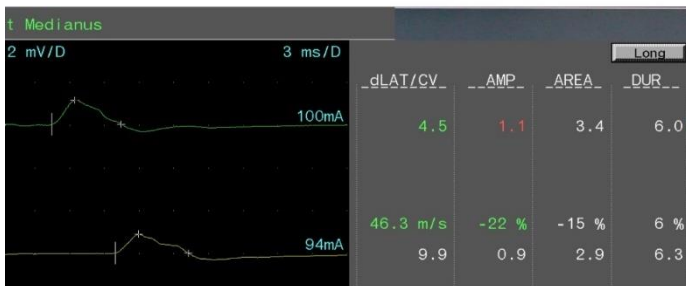 t Medianus
2 mV/D 3 ms/D Long
dLAT/CV AMP AREA DUR
100mA 4.5 1.1 3.4 6.0
46.3 m/s -22 % -15 % 6 %
94mA 9.9 0.9 2.9 6.3